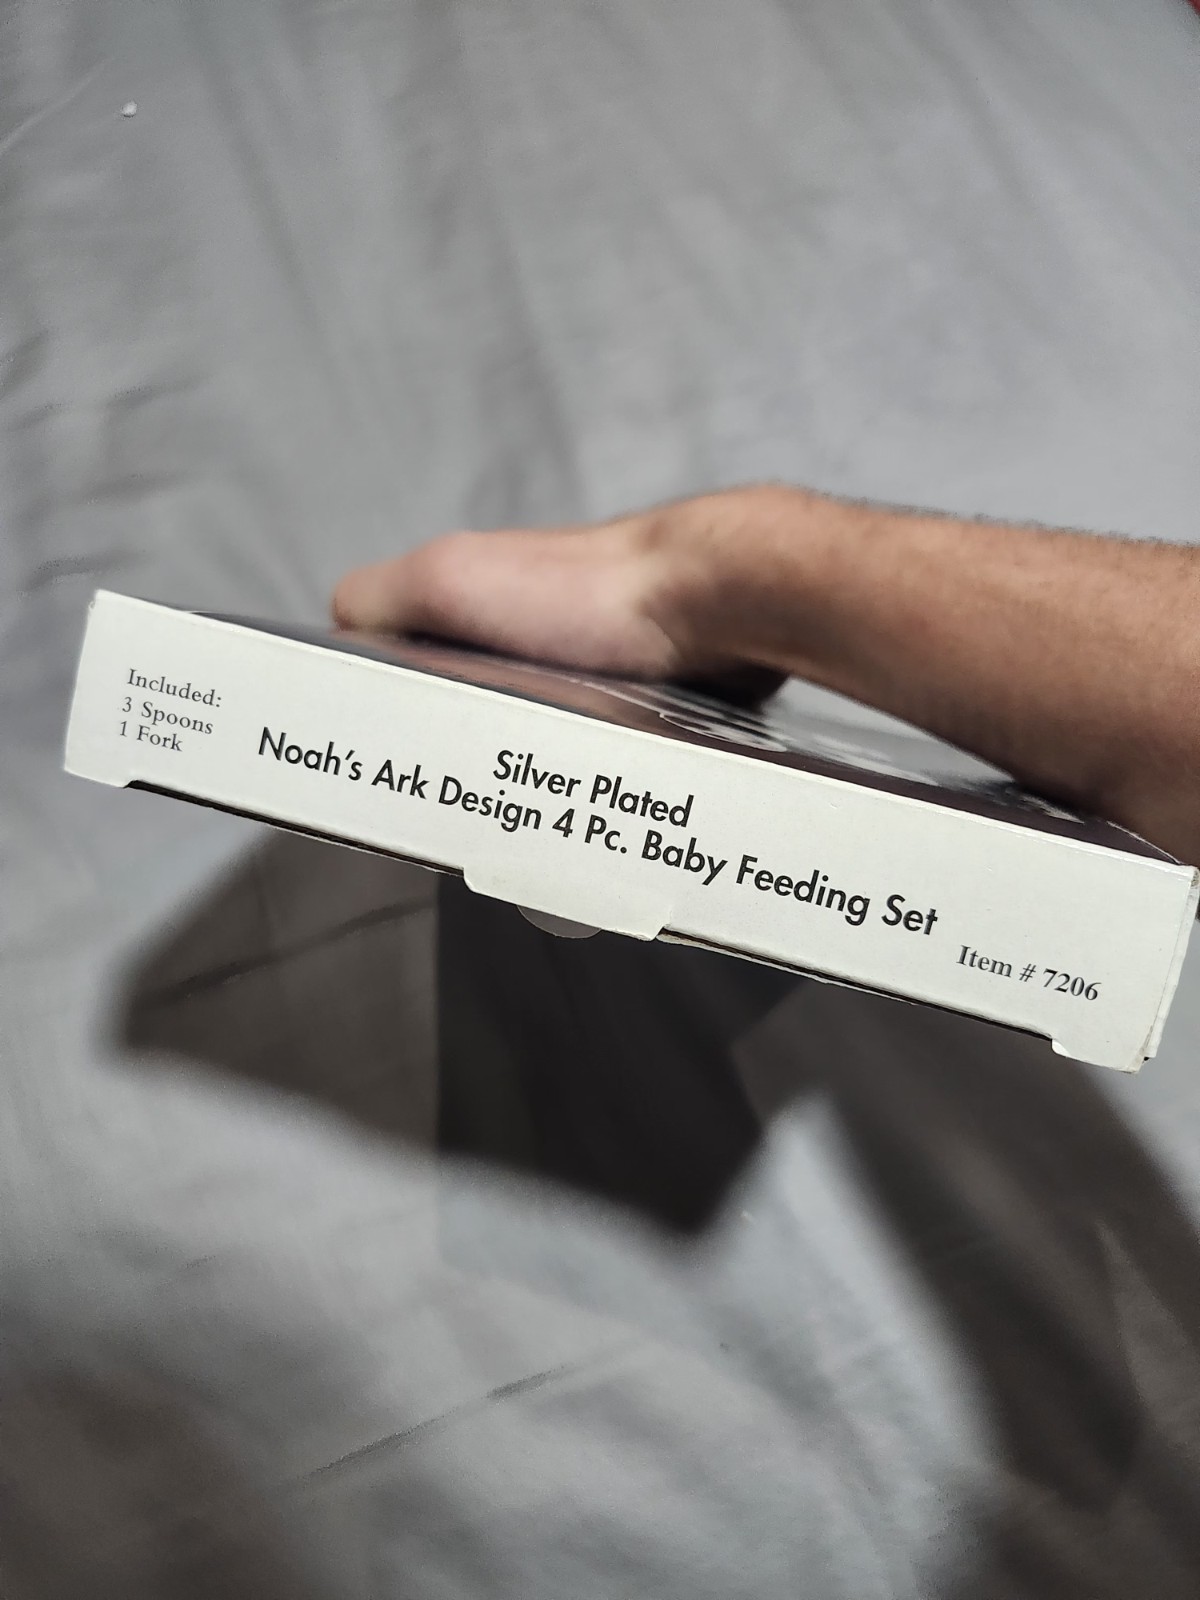 Included:
3 Spoons
1 Fork
Silver Plated
Noah's Ark Design 4 Pc. Baby Feeding Set
Item # 7206